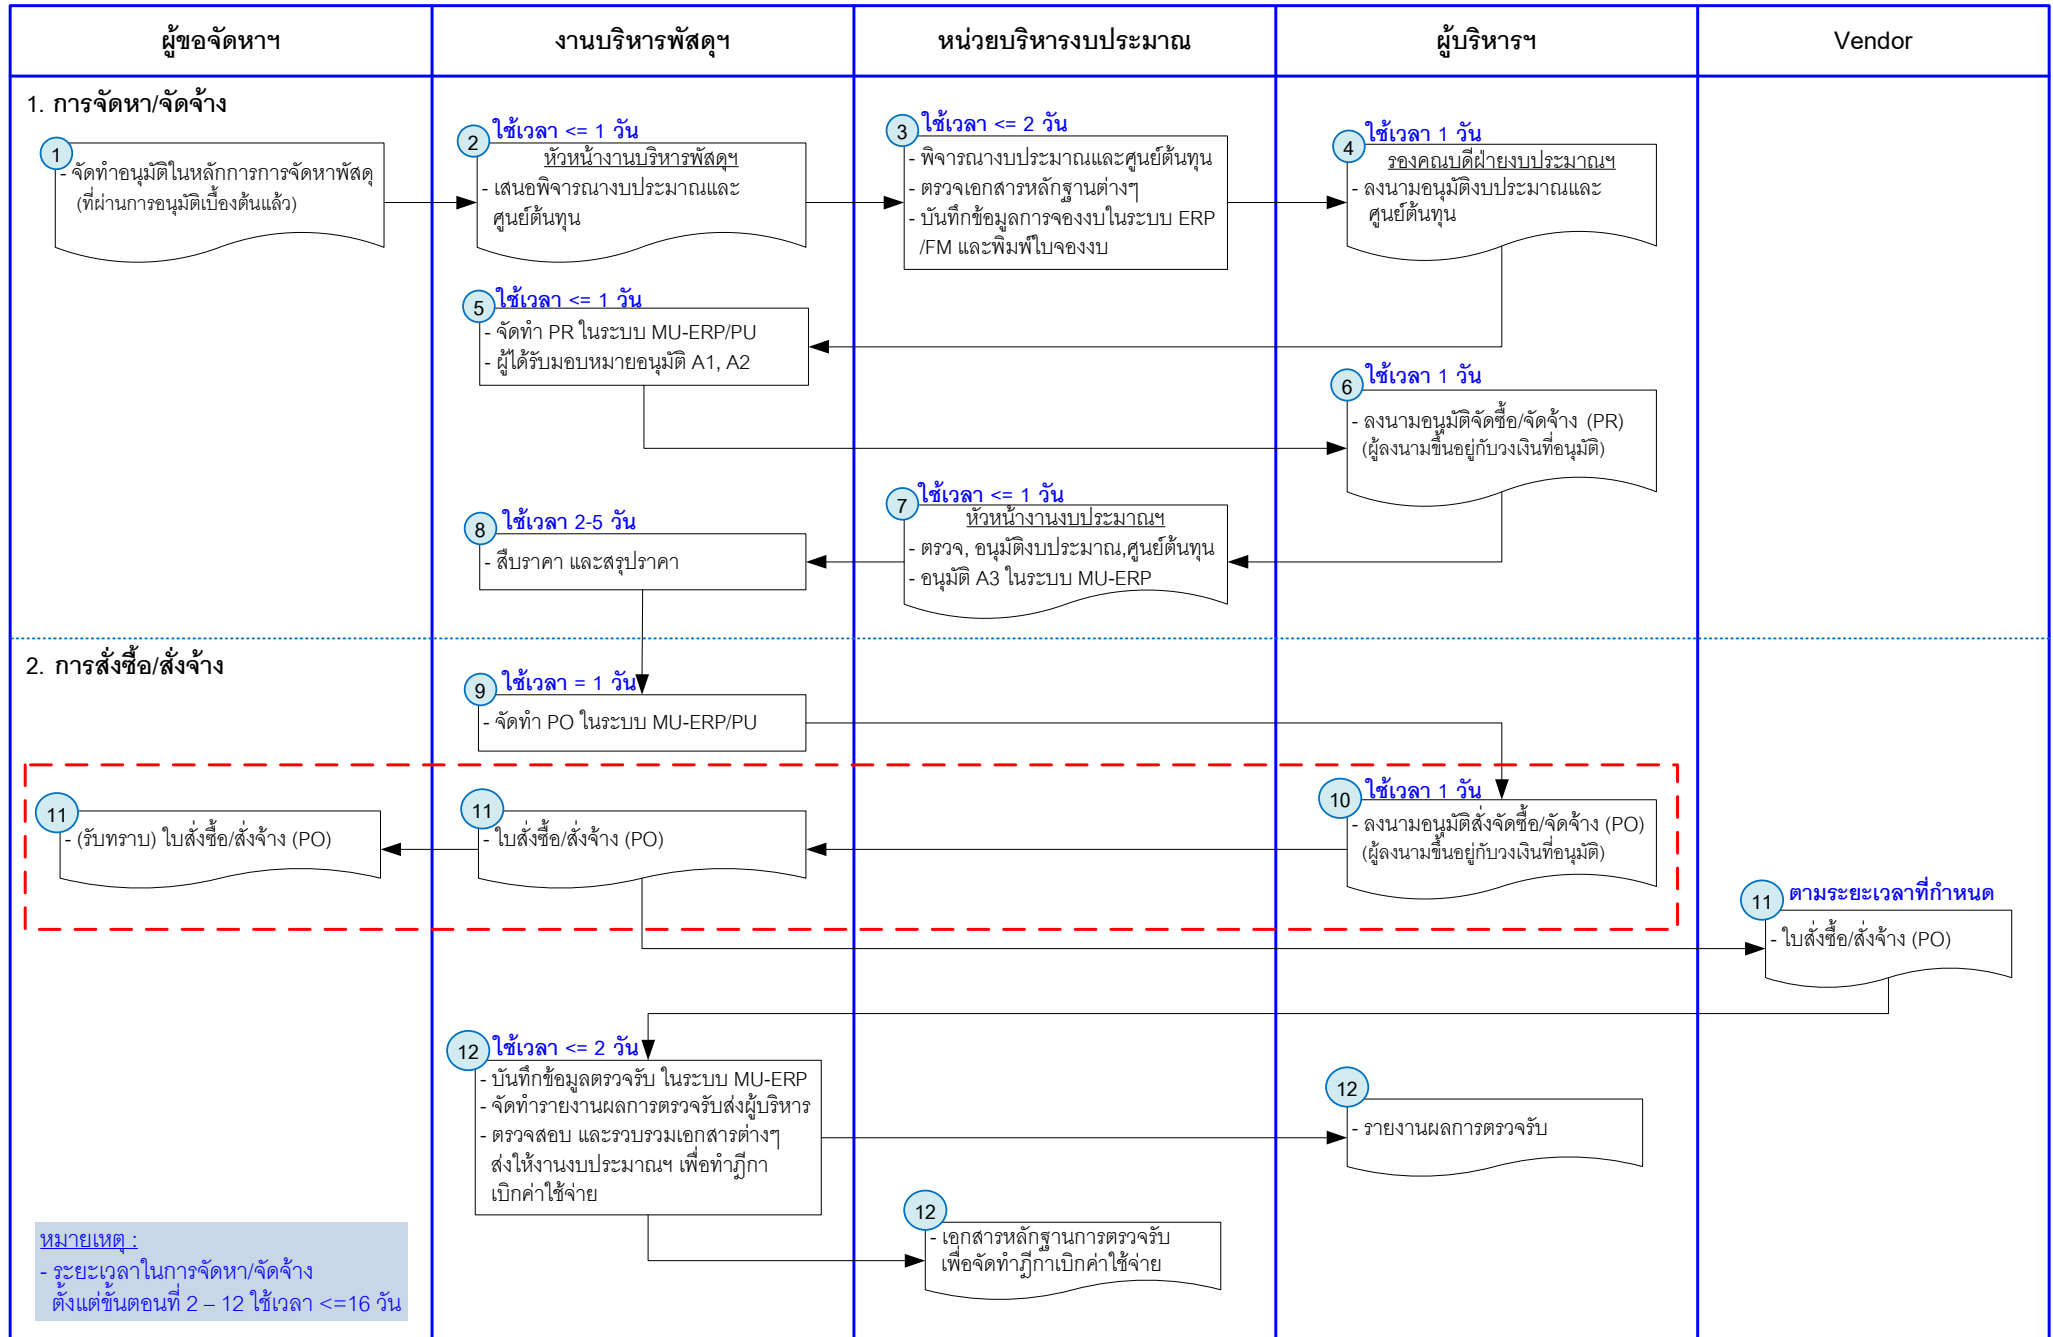 ผู้ขอจัดหาฯ
งานบริหารพัสดุฯ
หน่วยบริหารงบประมาณ
ผู้บริหารฯ
Vendor
1. การจัดหา/จัดจ้าง
1
- จัดทำอนุมัติในหลักการการจัดหาพัสดุ
(ที่ผ่านการอนุมัติเบื้องต้นแล้ว)
2
ใช้เวลา <= 1 วัน
หัวหน้างานบริหารพัสดุฯ
- เสนอพิจารณางบประมาณและ
ศูนย์ต้นทุน
3
ใช้เวลา <= 2 วัน
- พิจารณางบประมาณและศูนย์ต้นทุน
- ตรวจเอกสารหลักฐานต่างๆ
- บันทึกข้อมูลการจองงบในระบบ ERP
/FM และพิมพ์ใบจองงบ
4
ใช้เวลา 1 วัน
รองคณบดีฝ่ายงบประมาณฯ
- ลงนามอนุมัติงบประมาณและ
ศูนย์ต้นทุน
5
ใช้เวลา <= 1 วัน
- จัดทำ PR ในระบบ MU-ERP/PU
- ผู้ได้รับมอบหมายอนุมัติ A1, A2
6
ใช้เวลา 1 วัน
- ลงนามอนุมัติจัดซื้อ/จัดจ้าง (PR)
(ผู้ลงนามขึ้นอยู่กับวงเงินที่อนุมัติ)
7
ใช้เวลา <= 1 วัน
หัวหน้างานงบประมาณฯ
- ตรวจ, อนุมัติงบประมาณ,ศูนย์ต้นทุน
- อนุมัติ A3 ในระบบ MU-ERP
8
ใช้เวลา 2-5 วัน
- สืบราคา และสรุปราคา
2. การสั่งซื้อ/สั่งจ้าง
9
ใช้เวลา = 1 วัน
- จัดทำ PO ในระบบ MU-ERP/PU
10
ใช้เวลา 1 วัน
- ลงนามอนุมัติสั่งจัดซื้อ/จัดจ้าง (PO)
(ผู้ลงนามขึ้นอยู่กับวงเงินที่อนุมัติ)
11
- ใบสั่งซื้อ/สั่งจ้าง (PO)
11
- (รับทราบ) ใบสั่งซื้อ/สั่งจ้าง (PO)
11
ตามระยะเวลาที่กำหนด
- ใบสั่งซื้อ/สั่งจ้าง (PO)
12
ใช้เวลา <= 2 วัน
- บันทึกข้อมูลตรวจรับ ในระบบ MU-ERP
- จัดทำรายงานผลการตรวจรับส่งผู้บริหาร
- ตรวจสอบ และรวบรวมเอกสารต่างๆ
ส่งให้งานงบประมาณฯ เพื่อทำฎีกา
เบิกค่าใช้จ่าย
12
- รายงานผลการตรวจรับ
12
- เอกสารหลักฐานการตรวจรับ
เพื่อจัดทำฎีกาเบิกค่าใช้จ่าย
หมายเหตุ :
- ระยะเวลาในการจัดหา/จัดจ้าง
ตั้งแต่ขั้นตอนที่ 2 – 12 ใช้เวลา <=16 วัน